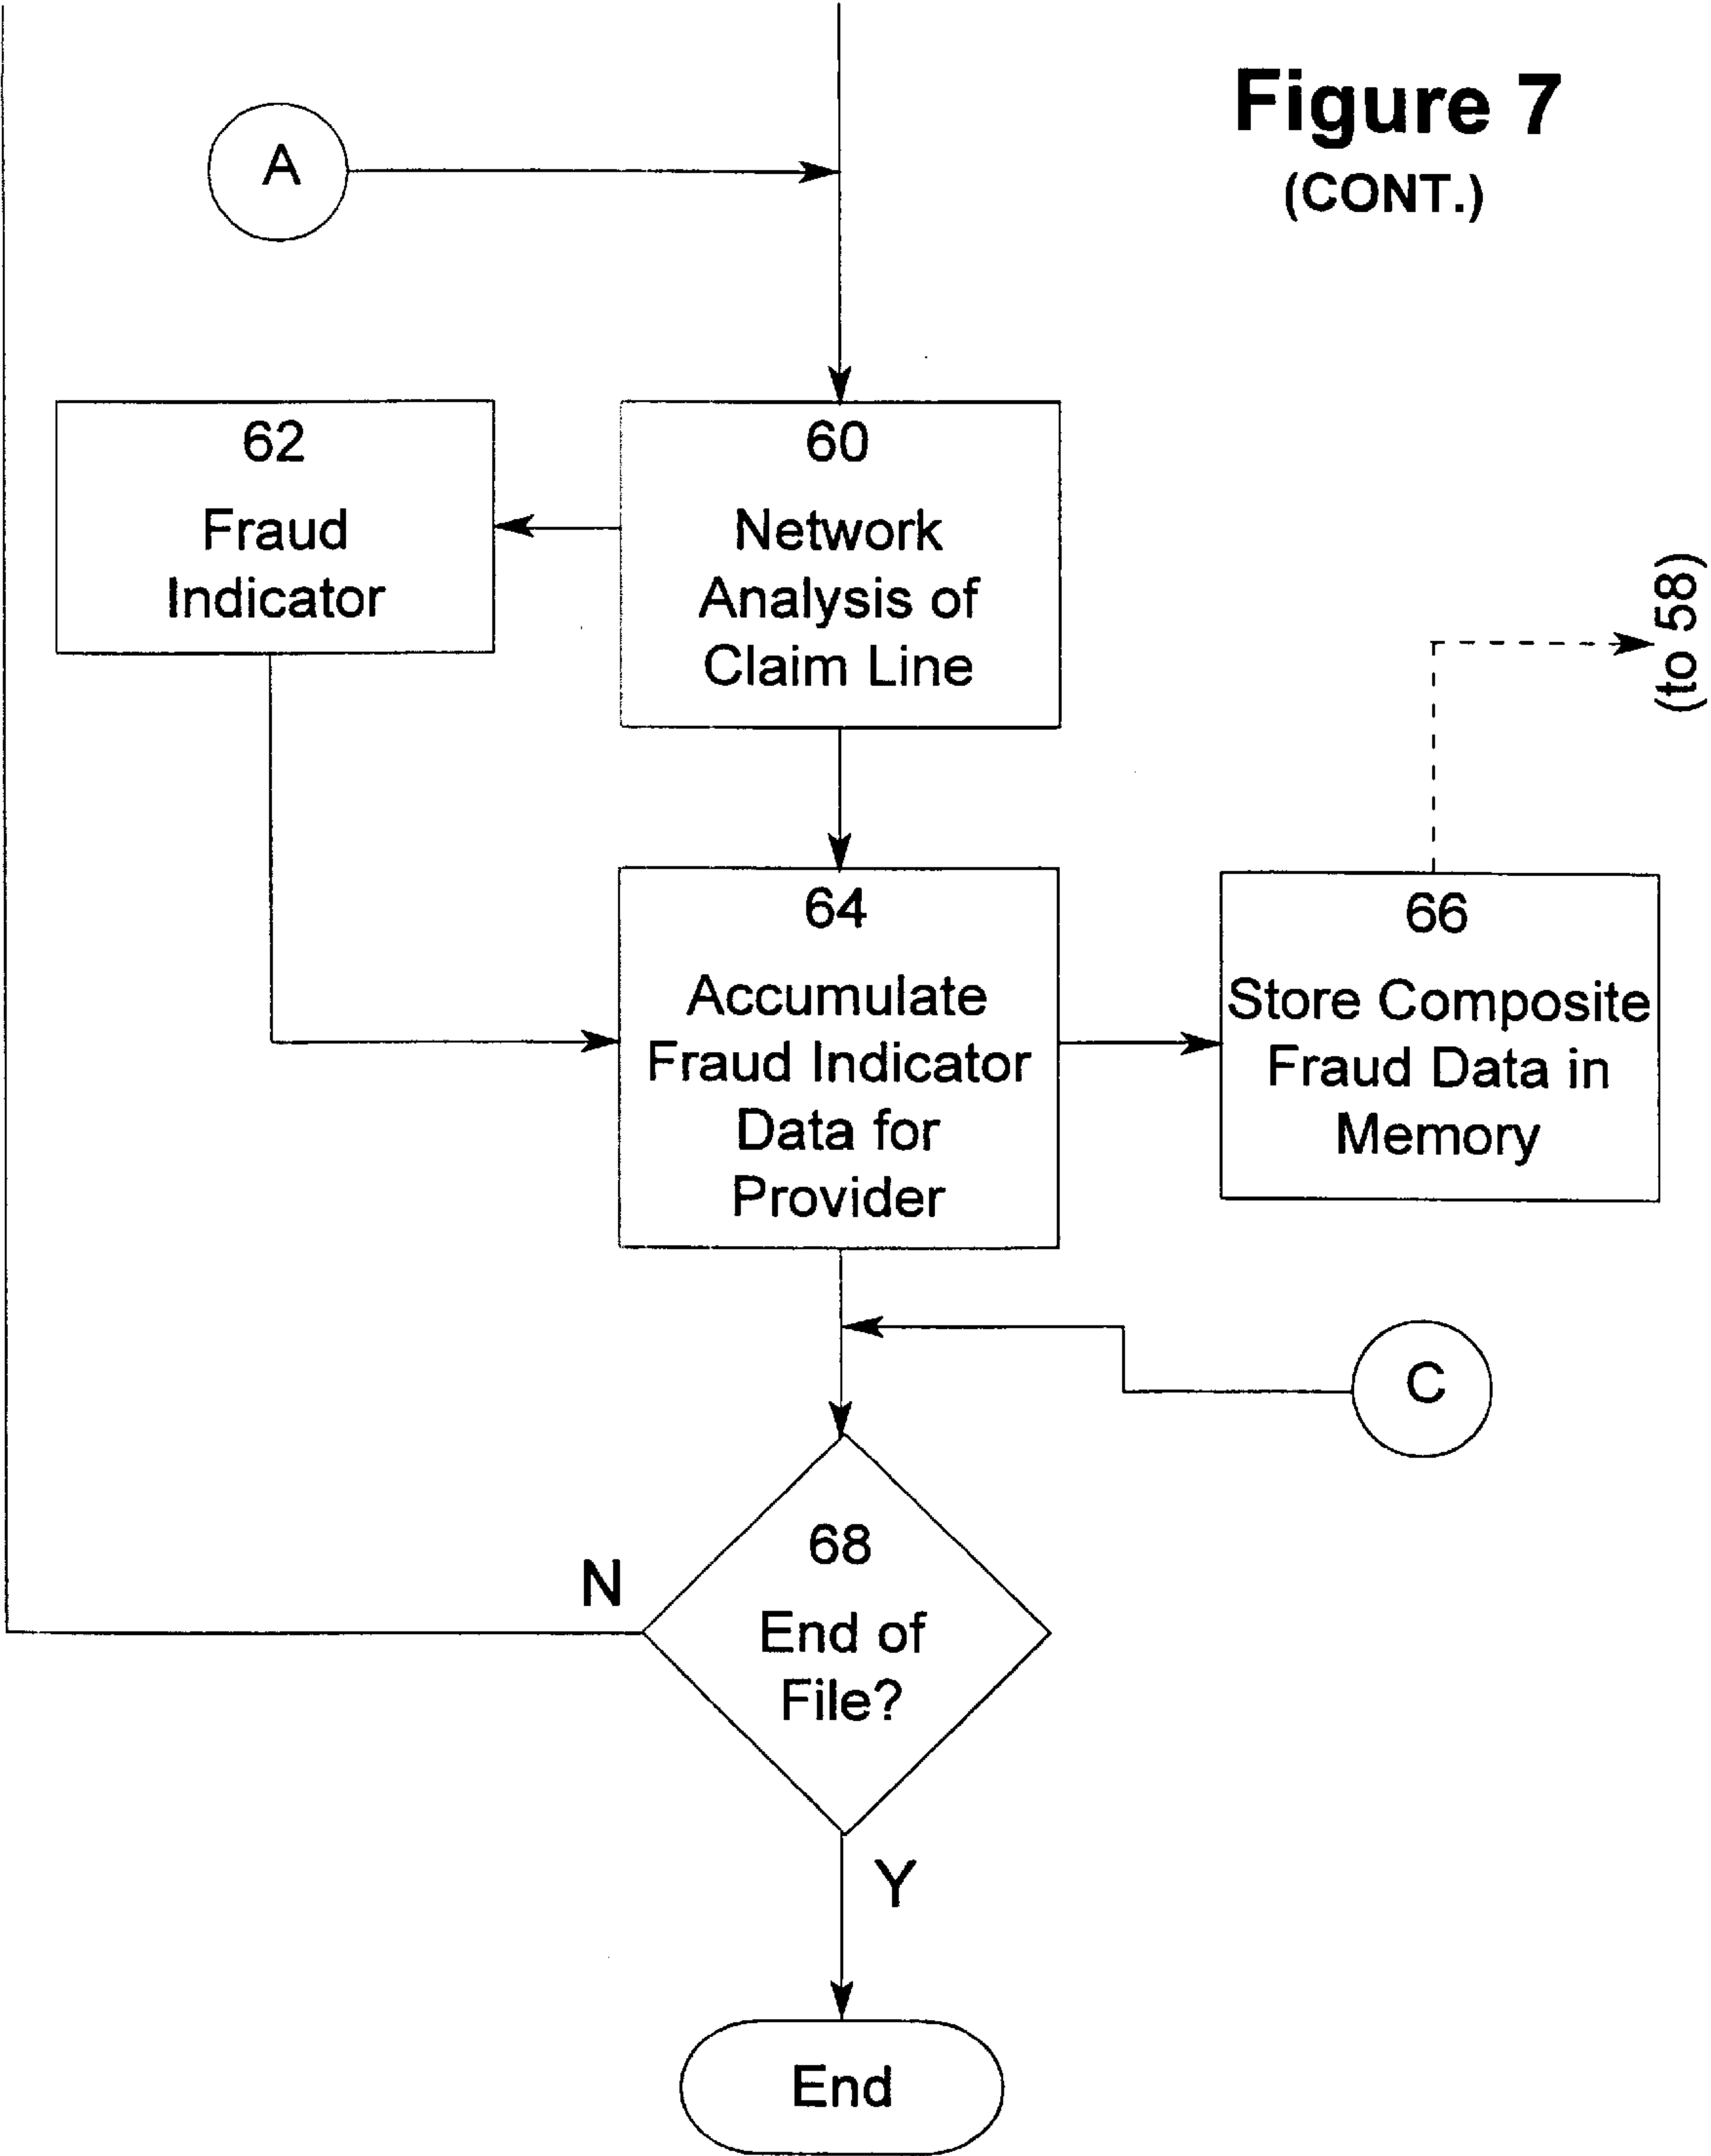 Figure 7
(CONT.)
A
62
Fraud
Indicator
60
Network
Analysis of
Claim Line
(to 58)
64
Accumulate
Fraud Indicator
Data for
Provider
66
Store Composite
Fraud Data in
Memory
C
68
End of
File?
N
Y
End